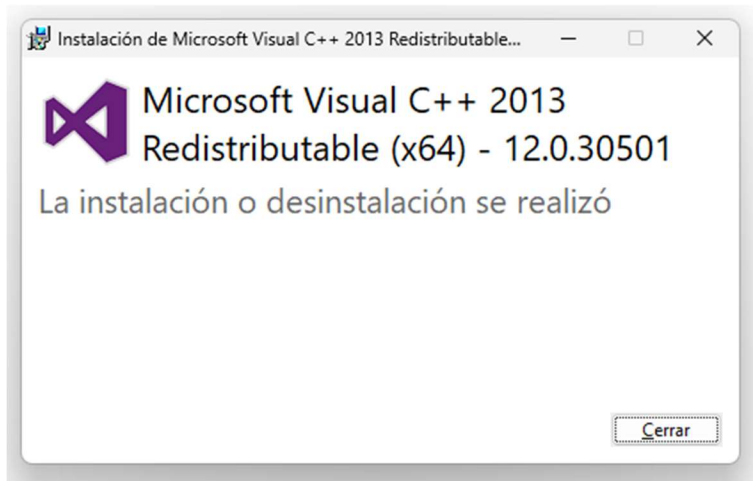 Instalación de Microsoft Visual C++ 2013 Redistributable...
Microsoft Visual C++ 2013
Redistributable (x64) - 12.0.30501
La instalación o desinstalación se realizó
Cerrar